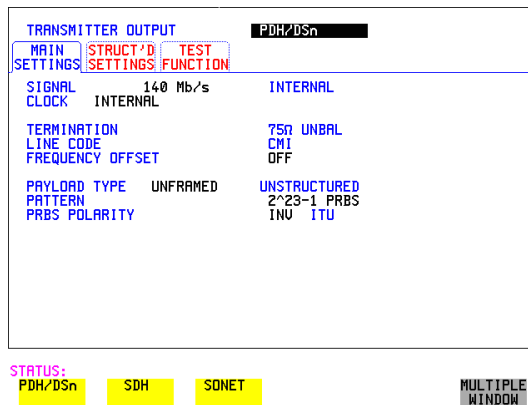 TRANSMITTER OUTPUT PDH/DSn
MAIN SETTINGS STRUCT'D SETTINGS TEST FUNCTION
SIGNAL 140 Mb/s INTERNAL
CLOCK INTERNAL
TERMINATION 75Ω UNBAL
LINE CODE CMI
FREQUENCY OFFSET OFF
PAYLOAD TYPE UNFRAMED UNSTRUCTURED
PATTERN 2^23-1 PRBS
PRBS POLARITY INV ITU
STATUS:
PDH/DSn SDH SONET MULTIPLE WINDOW